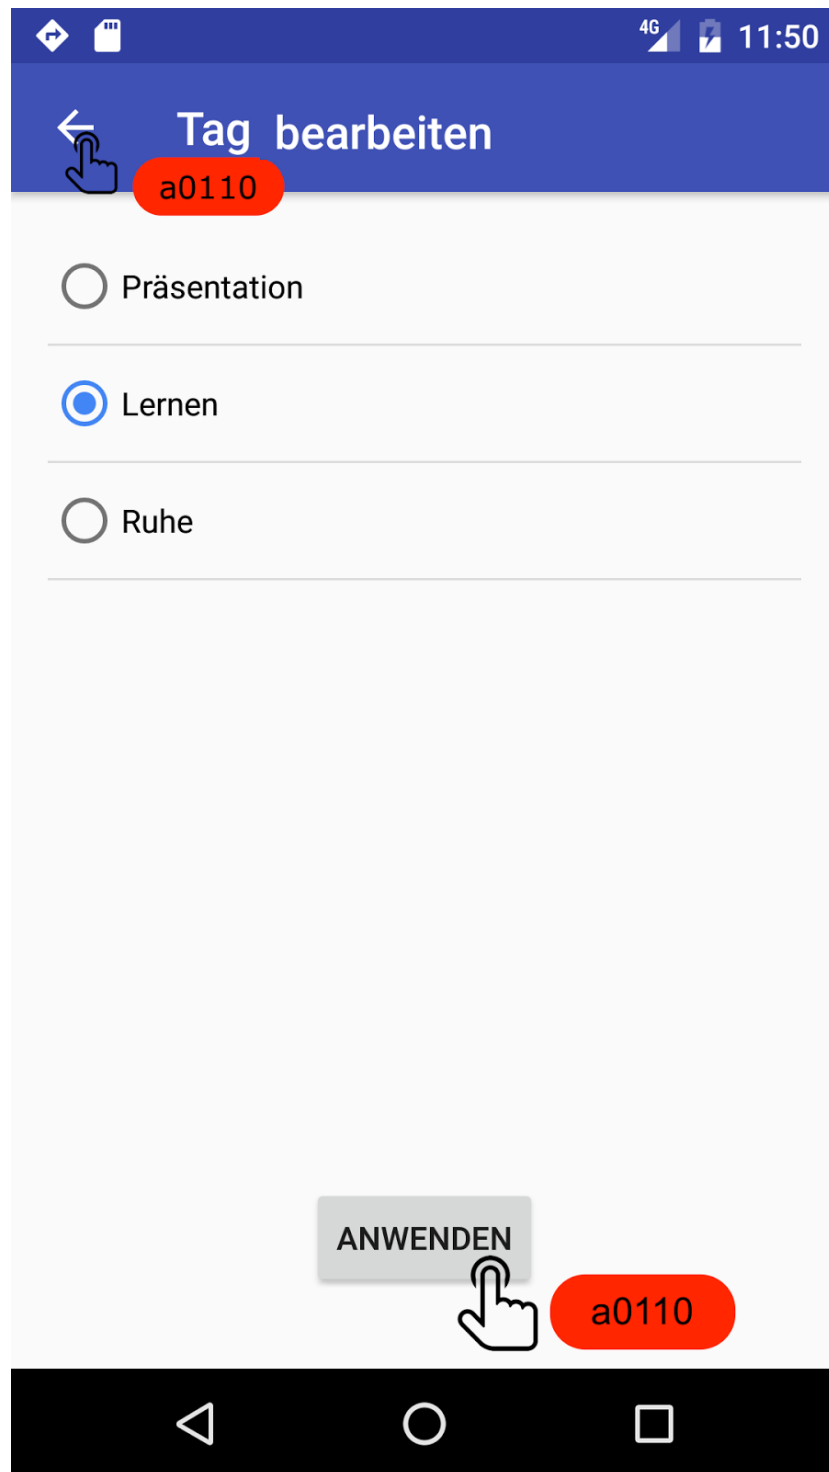 4G 11:50
Tag bearbeiten
a0110
Präsentation
Lernen
Ruhe
ANWENDEN
a0110